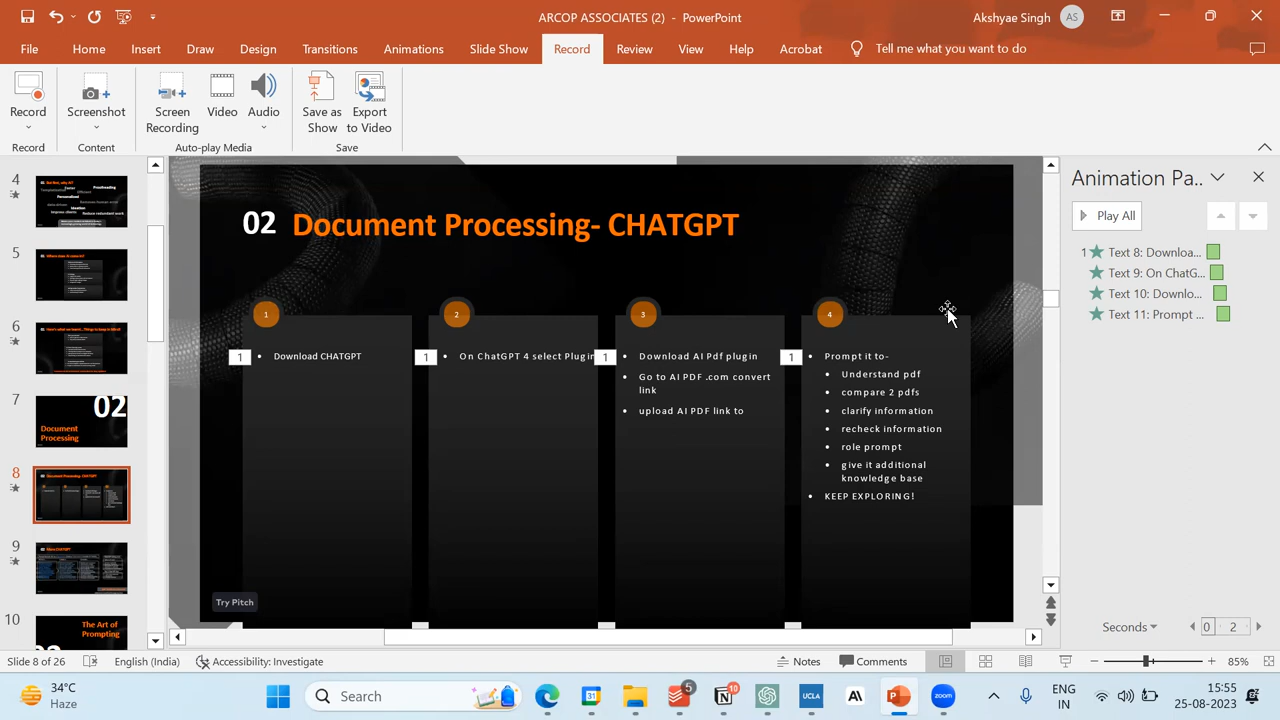 ARCOP ASSOCIATES (2) - PowerPoint
Akshyae Singh AS
File Home Insert Draw Design Transitions Animations Slide Show Record Review View Help Acrobat Tell me what you want to do
Record
Screenshot
Screen Recording
Video
Audio
Save as Show
Export to Video
Record
Content
Auto-play Media
Save
4
5
6
7
02
Document
Processing
8
9
10
The Art of
Prompting
02 Document Processing- CHATGPT
1
1
• Download CHATGPT
2
1
• On ChatGPT 4 select Plugin
3
1
• Download AI Pdf plugin
• Go to AI PDF .com convert
link
• upload AI PDF link to
4
• Prompt it to-
• Understand pdf
• compare 2 pdfs
• clarify information
• recheck information
• role prompt
• give it additional
knowledge base
• KEEP EXPLORING!
Try Pitch
Animation Pa
Play All
1 Text 8: Downloa...
Text 9: On ChatG...
Text 10: Downlo...
Text 11: Prompt ...
Seconds 0 2
Slide 8 of 26 English (India) Accessibility: Investigate Notes Comments 85%
34°C
Haze
Search
5
10
UCLA
zoom
ENG
IN
15:55
25-08-2023